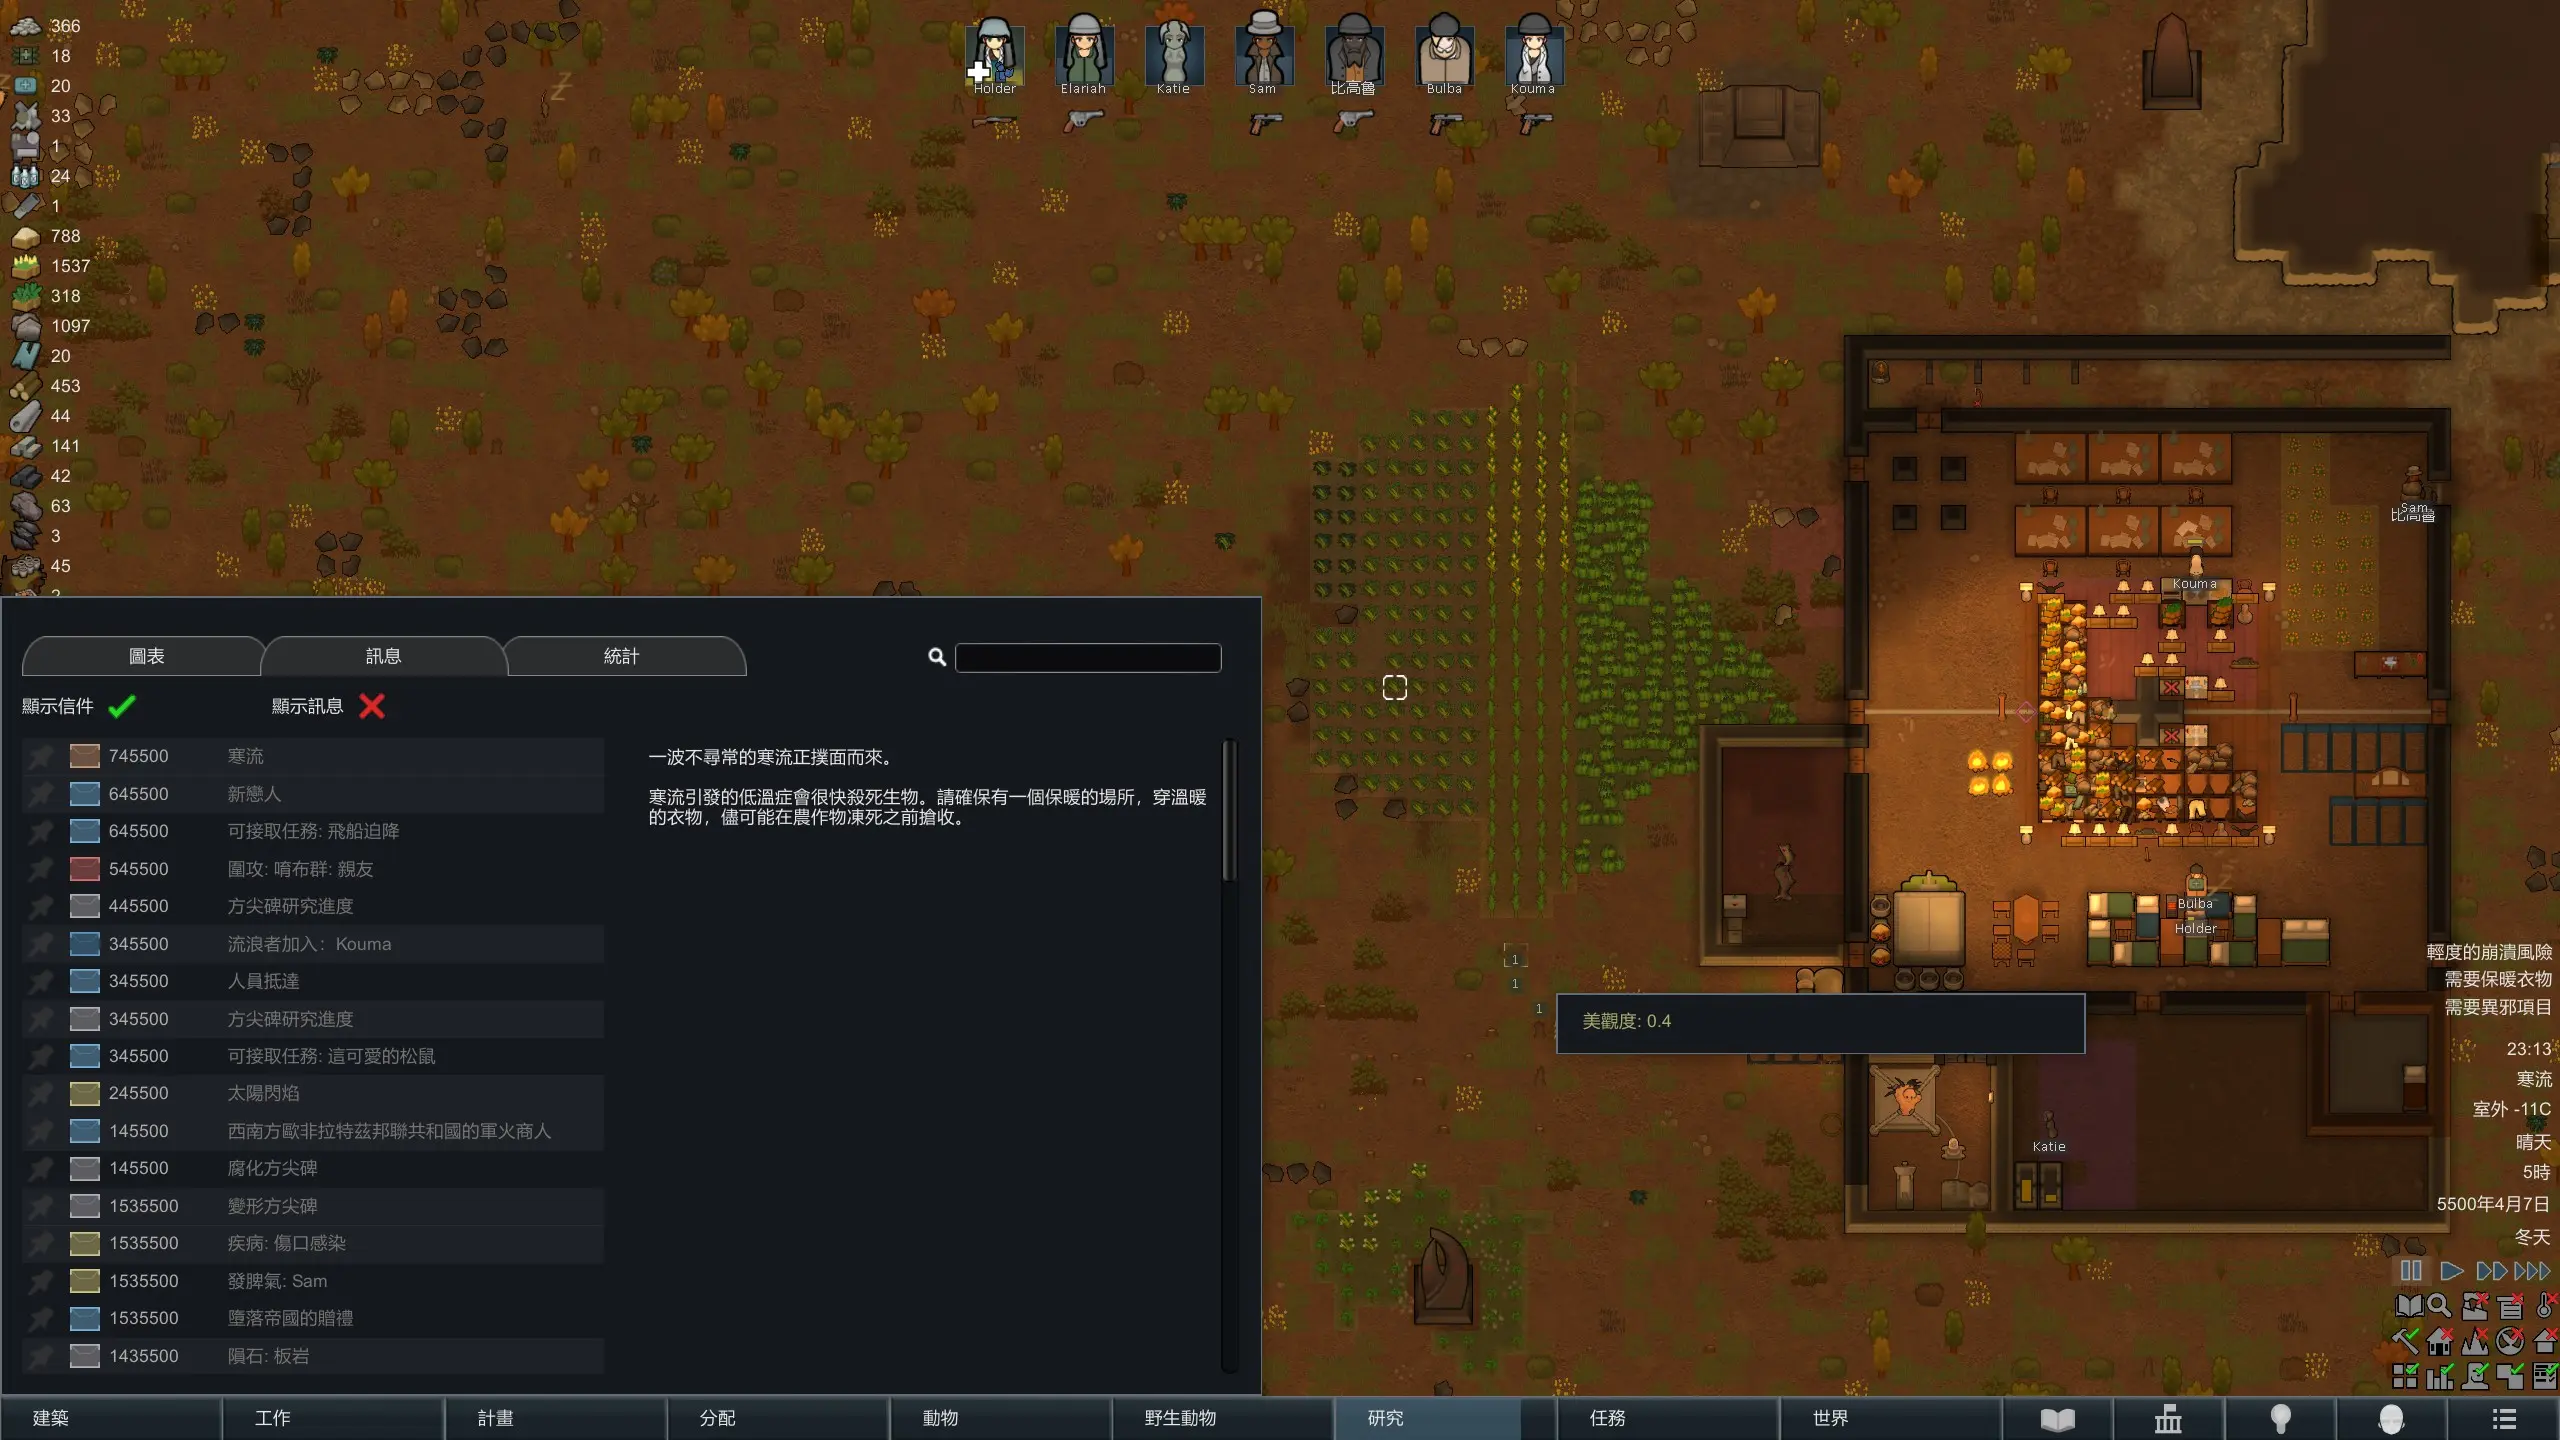 366
18
20
33
1
24
1
788
1537
318
1097
20
453
44
141
42
63
3
45
Holder
Elariah
Katie
Sam
比高魯
Bulba
Kouma
Sam
比高魯
Kouma
Bulba
Holder
Katie
1
1
1
圖表
訊息
統計
顯示信件
顯示訊息
745500 寒流
645500 新戀人
645500 可接取任務: 飛船迫降
545500 圍攻: 唷布群: 親友
445500 方尖碑研究進度
345500 流浪者加入: Kouma
345500 人員抵達
345500 方尖碑研究進度
345500 可接取任務: 這可愛的松鼠
245500 太陽閃焰
145500 西南方歐非拉特茲邦聯共和國的軍火商人
145500 腐化方尖碑
1535500 變形方尖碑
1535500 疾病: 傷口感染
1535500 發脾氣: Sam
1535500 墮落帝國的贈禮
1435500 隕石: 板岩
一波不尋常的寒流正撲面而來。
寒流引發的低溫症會很快殺死生物。請確保有一個保暖的場所，穿溫暖
的衣物，儘可能在農作物凍死之前搶收。
美觀度: 0.4
輕度的崩潰風險
需要保暖衣物
需要異邪項目
23:13
寒流
室外 -11C
晴天
5時
5500年4月7日
冬天
建築
工作
計畫
分配
動物
野生動物
研究
任務
世界